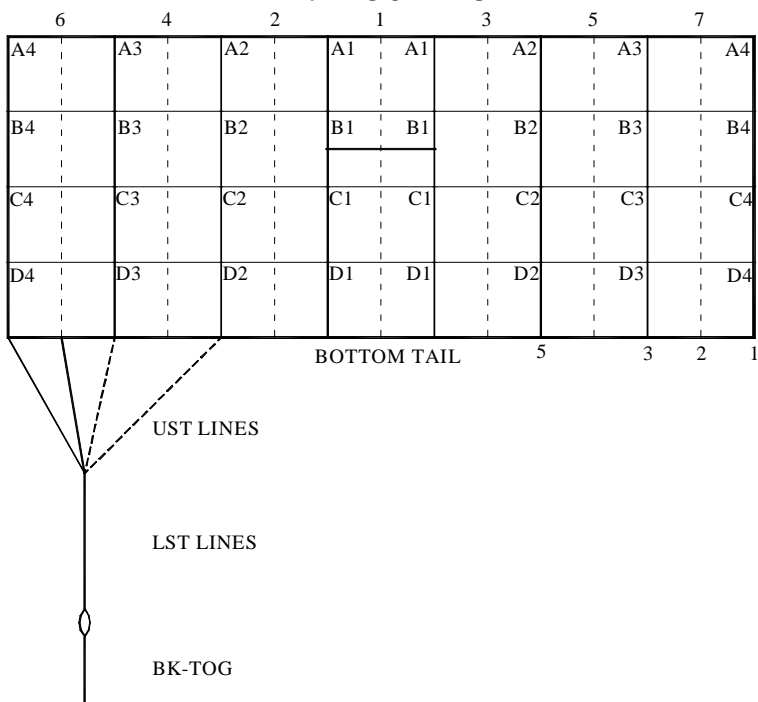 6 4 2 1 3 5 7
A4 A3 A2 A1 A1 A2 A3 A4
B4 B3 B2 B1 B1 B2 B3 B4
C4 C3 C2 C1 C1 C2 C3 C4
D4 D3 D2 D1 D1 D2 D3 D4
BOTTOM TAIL 5 3 2 1
UST LINES
LST LINES
BK-TOG